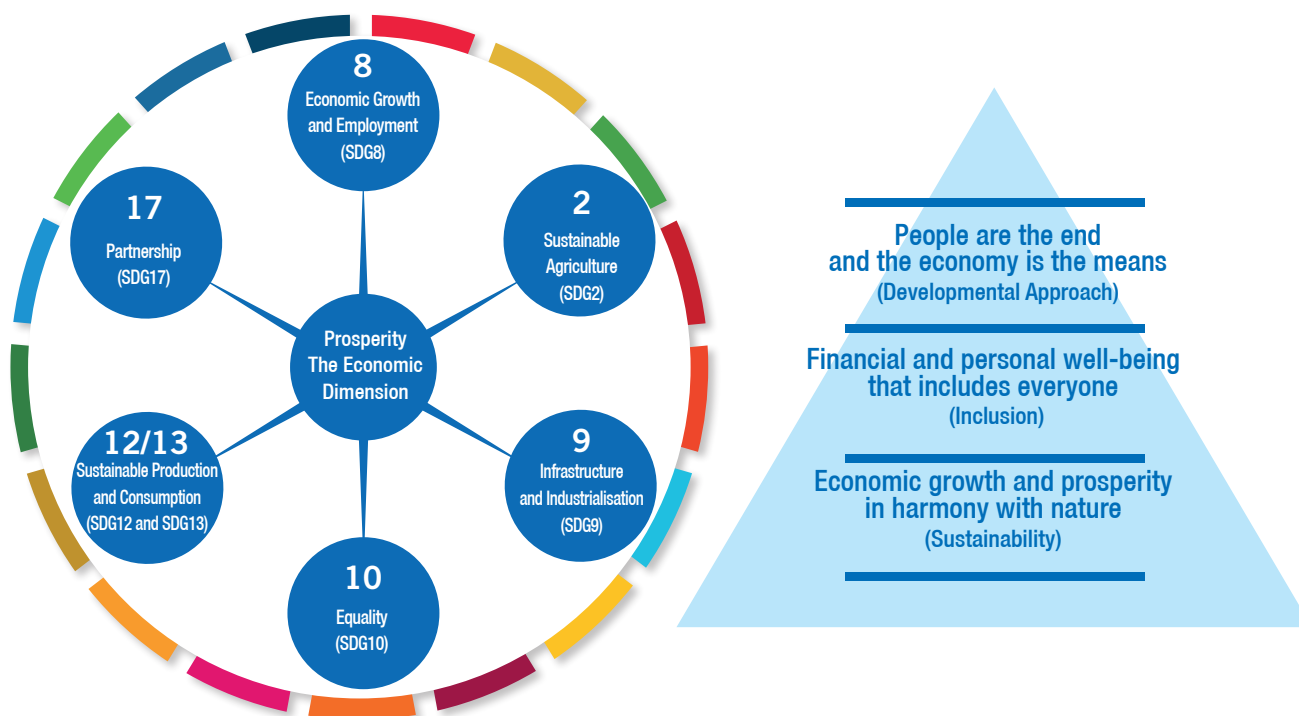 8
Economic Growth
and Employment
(SDG8)
2
Sustainable
Agriculture
(SDG2)
9
Infrastructure
and Industrialisation
(SDG9)
10
Equality
(SDG10)
12/13
Sustainable Production
and Consumption
(SDG12 and SDG13)
17
Partnership
(SDG17)
Prosperity
The Economic
Dimension
People are the end
and the economy is the means
(Developmental Approach)
Financial and personal well-being
that includes everyone
(Inclusion)
Economic growth and prosperity
in harmony with nature
(Sustainability)